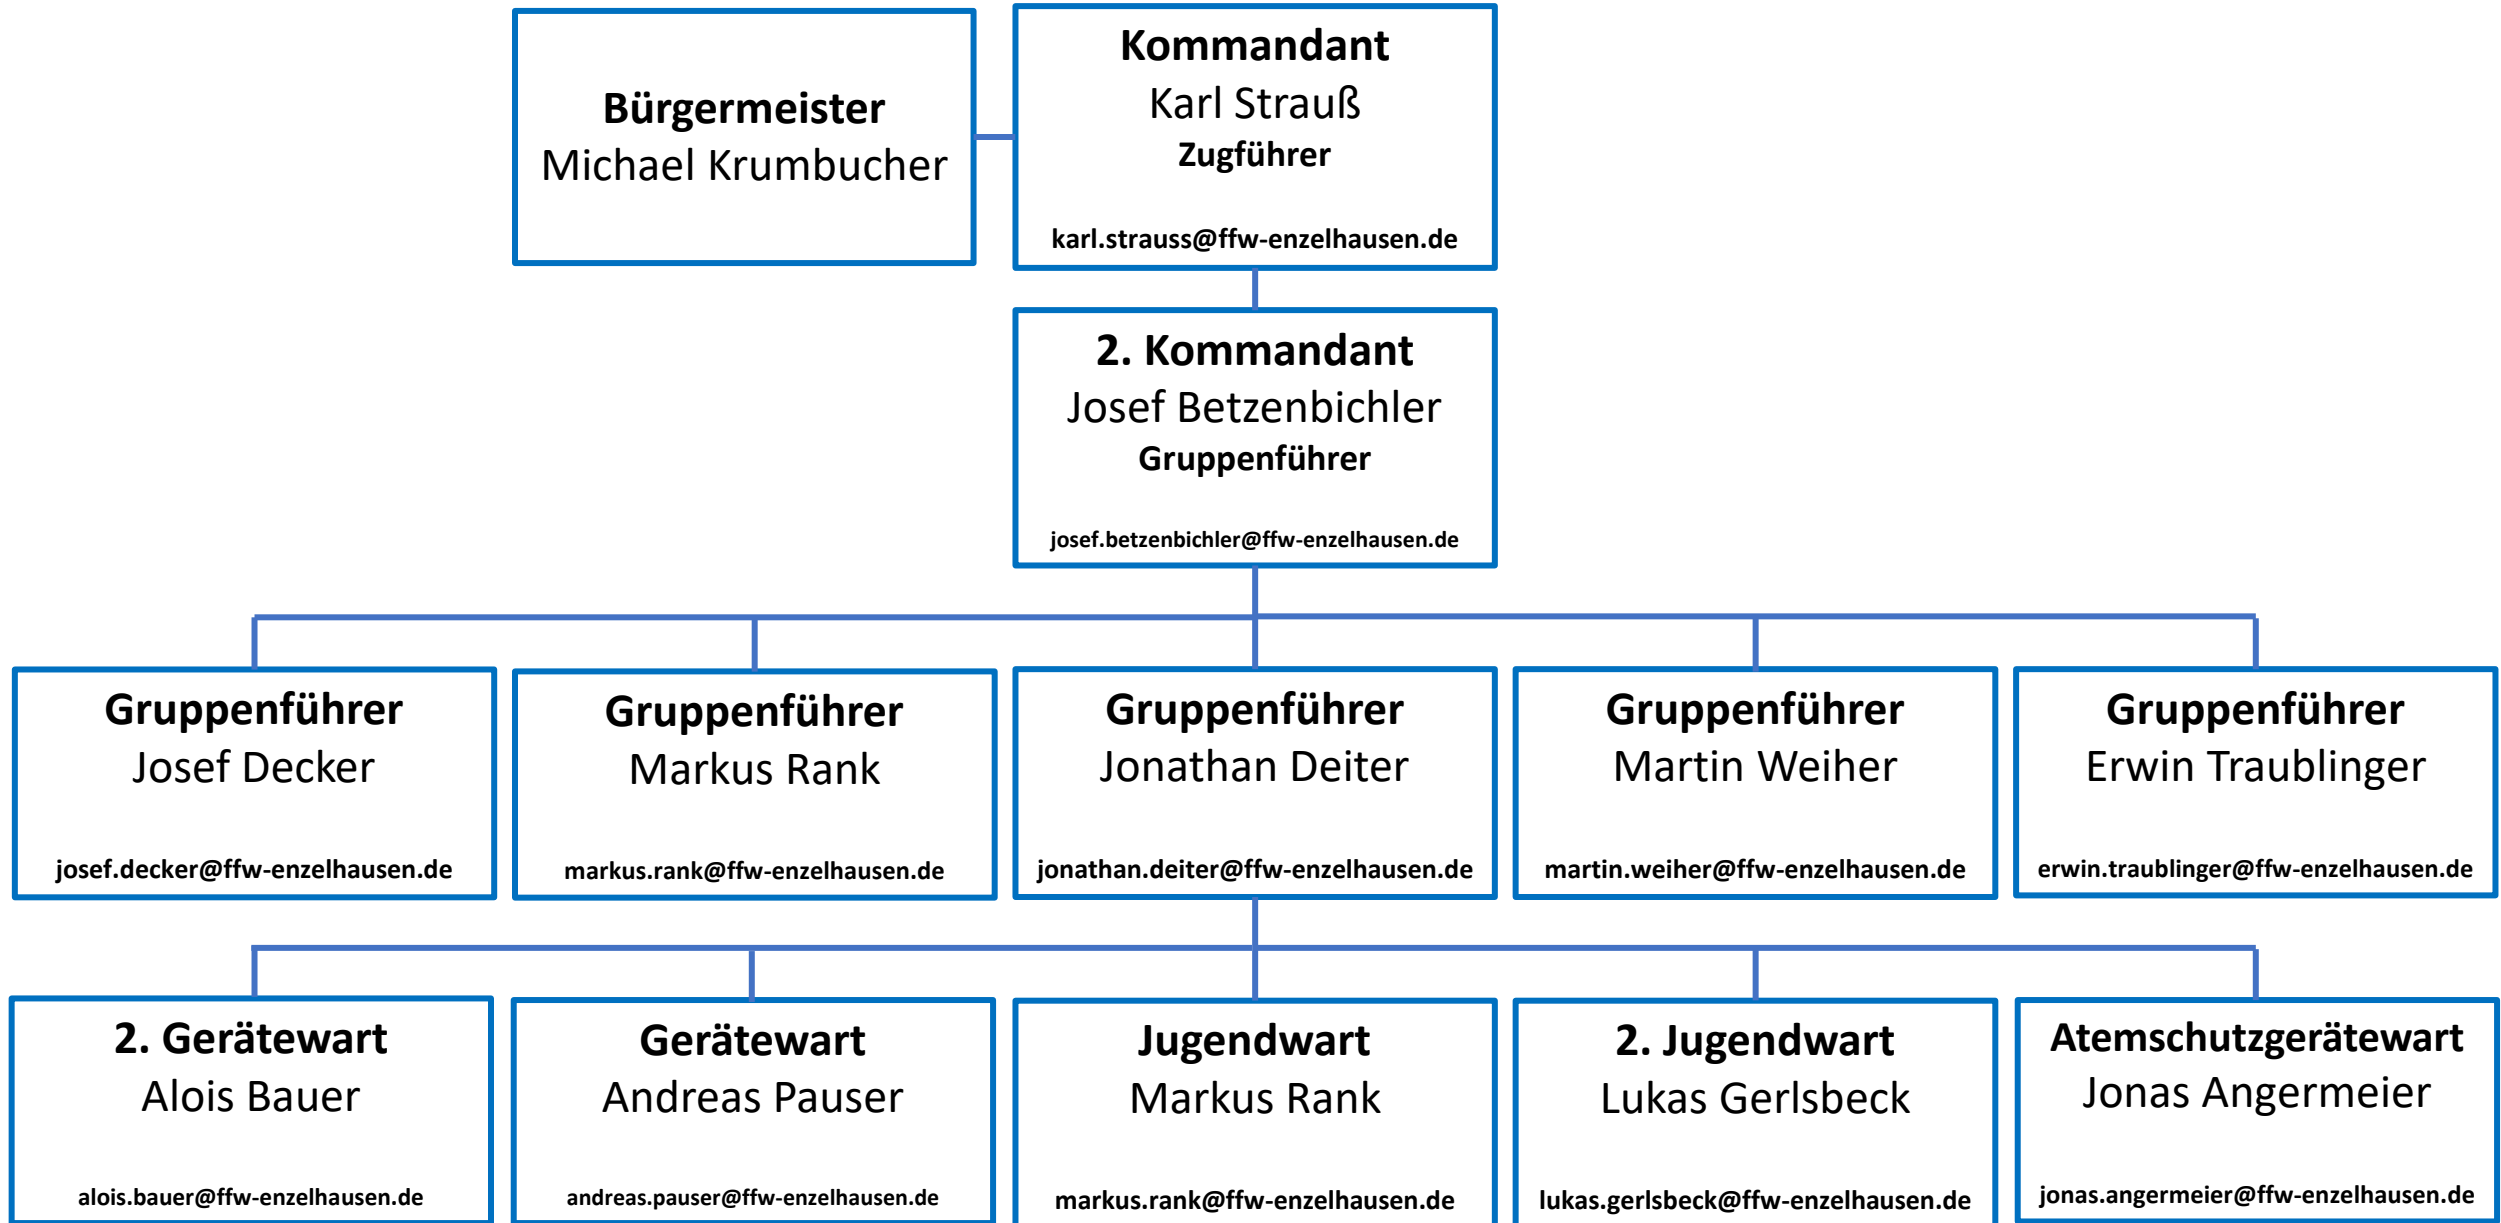 Bürgermeister
Michael Krumbucher
Kommandant
Karl Strauß
Zugführer
karl.strauss@ffw-enzelhausen.de
2. Kommandant
Josef Betzenbichler
Gruppenführer
josef.betzenbichler@ffw-enzelhausen.de
Gruppenführer
Josef Decker
josef.decker@ffw-enzelhausen.de
Gruppenführer
Markus Rank
markus.rank@ffw-enzelhausen.de
Gruppenführer
Jonathan Deiter
jonathan.deiter@ffw-enzelhausen.de
Gruppenführer
Martin Weiher
martin.weiher@ffw-enzelhausen.de
Gruppenführer
Erwin Traublinger
erwin.traublinger@ffw-enzelhausen.de
2. Gerätewart
Alois Bauer
alois.bauer@ffw-enzelhausen.de
Gerätewart
Andreas Pauser
andreas.pauser@ffw-enzelhausen.de
Jugendwart
Markus Rank
markus.rank@ffw-enzelhausen.de
2. Jugendwart
Lukas Gerlsbeck
lukas.gerlsbeck@ffw-enzelhausen.de
Atemschutzgerätewart
Jonas Angermeier
jonas.angermeier@ffw-enzelhausen.de